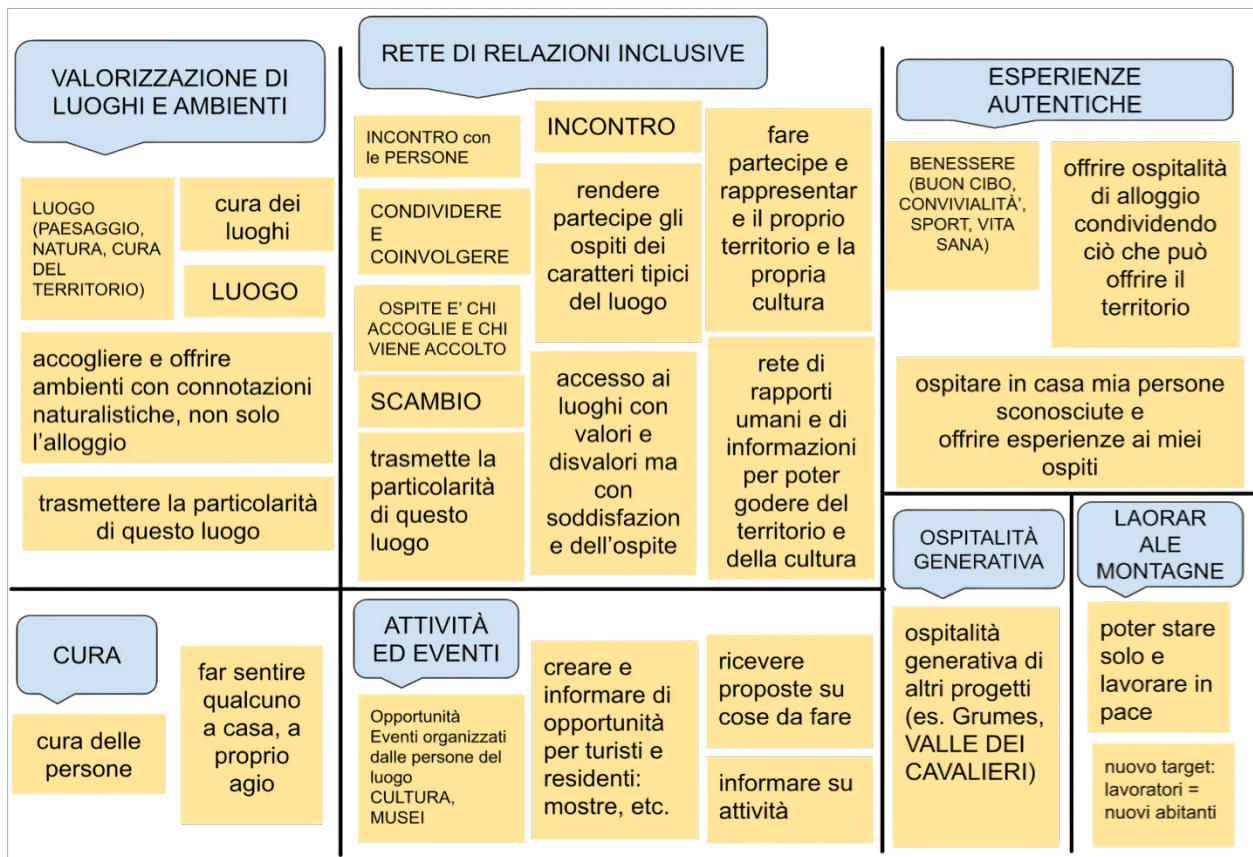 VALORIZZAZIONE DI
LUOGHI E AMBIENTI
LUOGO
(PAESAGGIO,
NATURA, CURA
DEL
TERRITORIO)
cura dei
luoghi
LUOGO
accogliere e offrire
ambienti con connotazioni
naturalistiche, non solo
l'alloggio
trasmettere la particolarità
di questo luogo
RETE DI RELAZIONI INCLUSIVE
INCONTRO con
le PERSONE
CONDIVIDERE
E
COINVOLGERE
OSPITE E' CHI
ACCOGLIE E CHI
VIENE ACCOLTO
SCAMBIO
trasmette la
particolarità
di questo
luogo
INCONTRO
rendere
partecipe gli
ospiti dei
caratteri tipici
del luogo
accesso ai
luoghi con
valori e
disvalori ma
con
soddisfazion
e dell'ospite
fare
partecipe e
rappresentar
e il proprio
territorio e la
propria
cultura
rete di
rapporti
umani e di
informazioni
per poter
godere del
territorio e
della cultura
ESPERIENZE
AUTENTICHE
BENESSERE
(BUON CIBO,
CONVIVIALITA',
SPORT, VITA
SANA)
offrire ospitalità
di alloggio
condividendo
ciò che può
offrire il
territorio
ospitare in casa mia persone
sconosciute e
offrire esperienze ai miei
ospiti
CURA
cura delle
persone
far sentire
qualcuno
a casa, a
proprio
agio
ATTIVITÀ
ED EVENTI
Opportunità
Eventi organizzati
dalle persone del
luogo
CULTURA,
MUSEI
creare e
informare di
opportunità
per turisti e
residenti:
mostre, etc.
ricevere
proposte su
cose da fare
informare su
attività
OSPITALITÀ
GENERATIVA
ospitalità
generativa di
altri progetti
(es. Grumes,
VALLE DEI
CAVALIERI)
LAORAR
ALE
MONTAGNE
poter stare
solo e
lavorare in
pace
nuovo target:
lavoratori =
nuovi abitanti